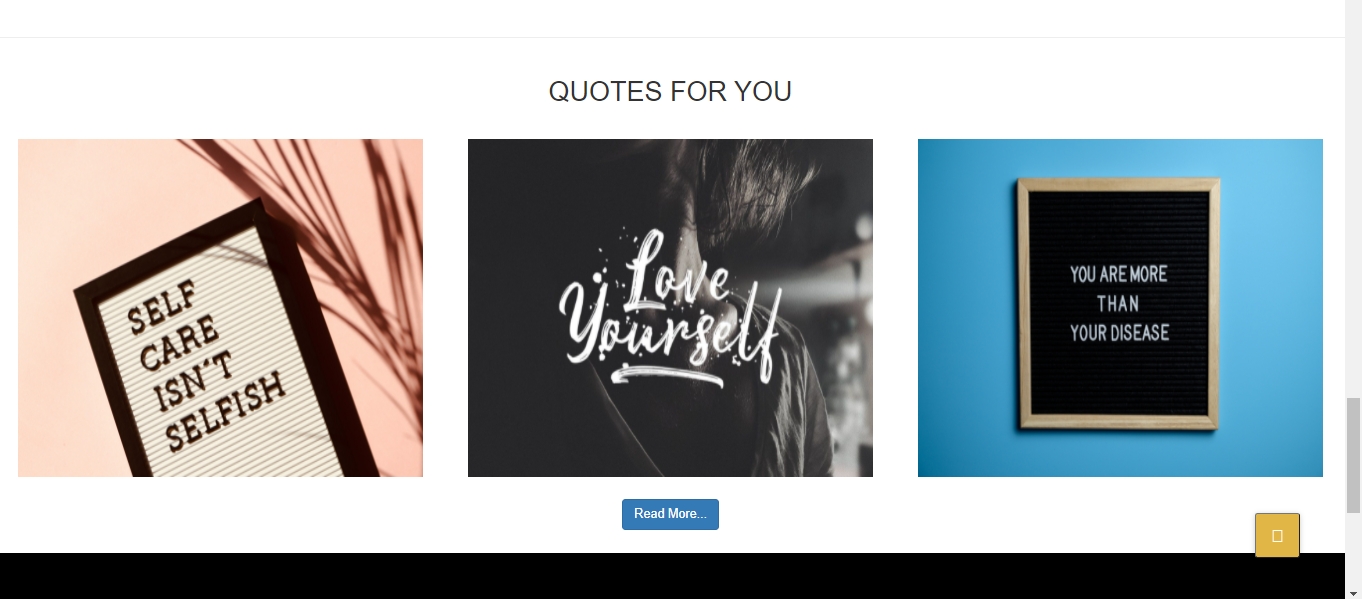 QUOTES FOR YOU
SELF
CARE
ISN'T
SELFISH
Love
Yourself
YOU ARE MORE
THAN
YOUR DISEASE
Read More...